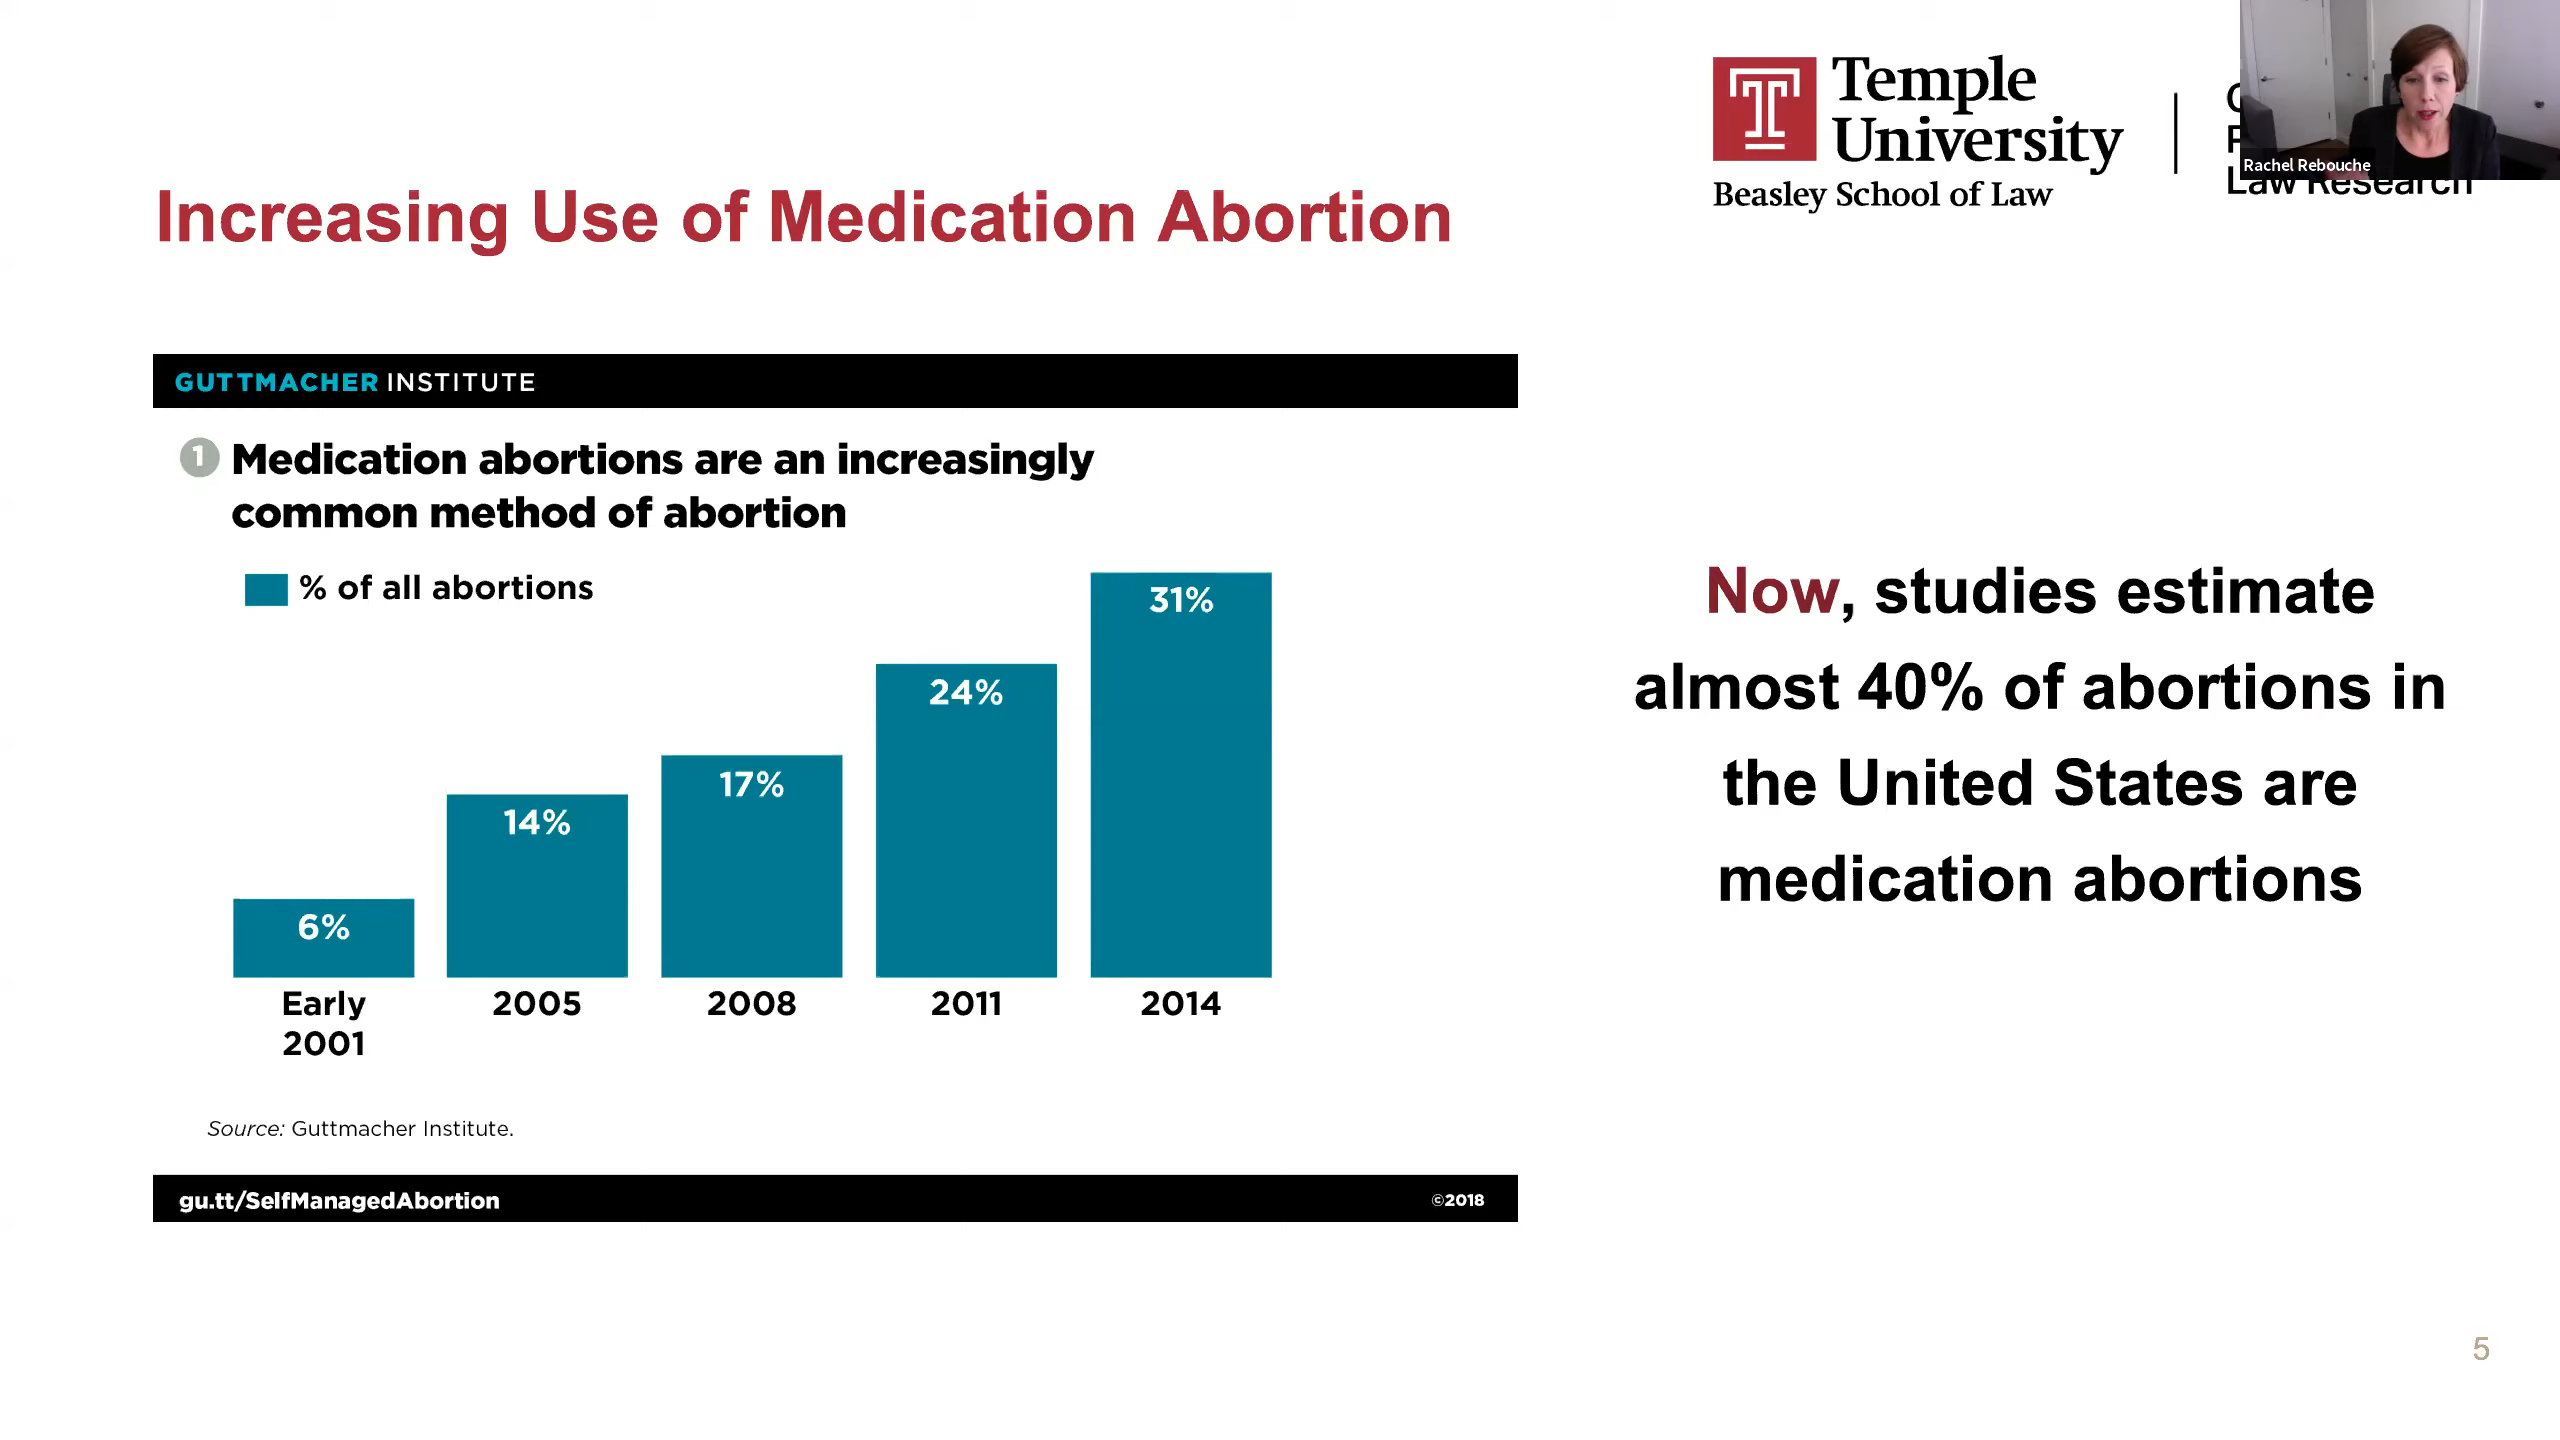 Temple
University
Beasley School of Law
Law Research
Rachel Rebouche
Increasing Use of Medication Abortion
GUTTMACHER INSTITUTE
1 Medication abortions are an increasingly
common method of abortion
% of all abortions
31%
24%
17%
14%
6%
Early
2001
2005
2008
2011
2014
Source: Guttmacher Institute.
gu.tt/SelfManagedAbortion
©2018
Now, studies estimate
almost 40% of abortions in
the United States are
medication abortions
5